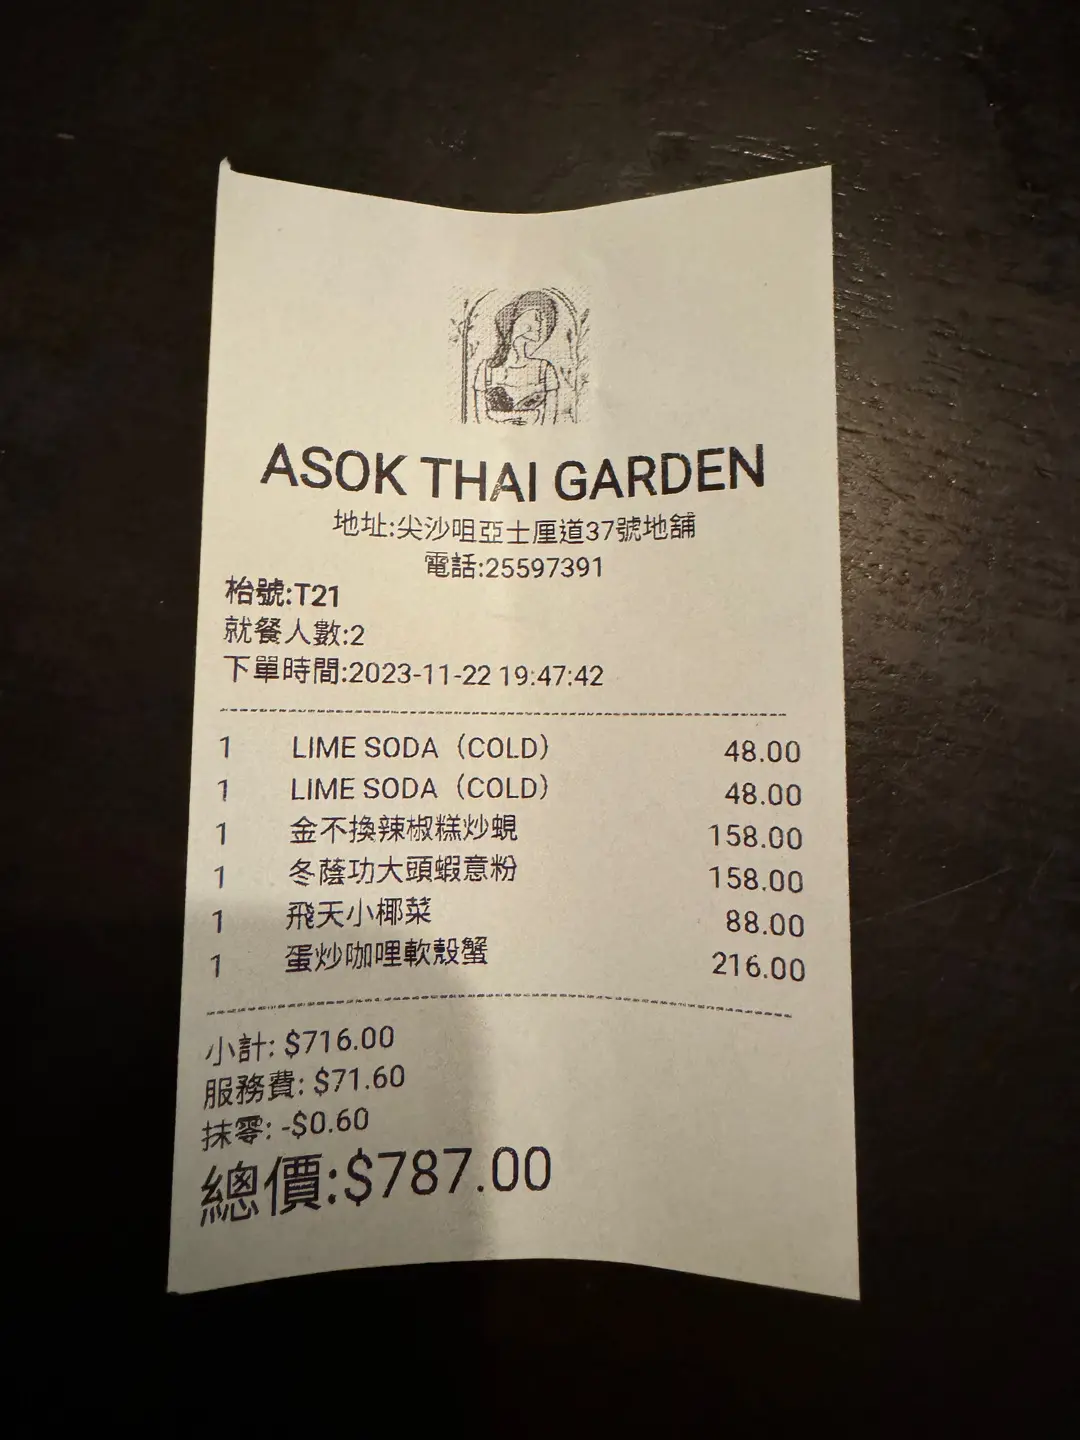 ASOK THAI GARDEN
地址:尖沙咀亞士厘道37號地舖
電話:25597391
枱號:T21
就餐人數:2
下單時間:2023-11-22 19:47:42
1 LIME SODA（COLD） 48.00
1 LIME SODA（COLD） 48.00
1 金不換辣椒糕炒蜆 158.00
1 冬蔭功大頭蝦意粉 158.00
1 飛天小椰菜 88.00
1 蛋炒咖哩軟殼蟹 216.00
小計: $716.00
服務費: $71.60
抹零: -$0.60
總價:$787.00